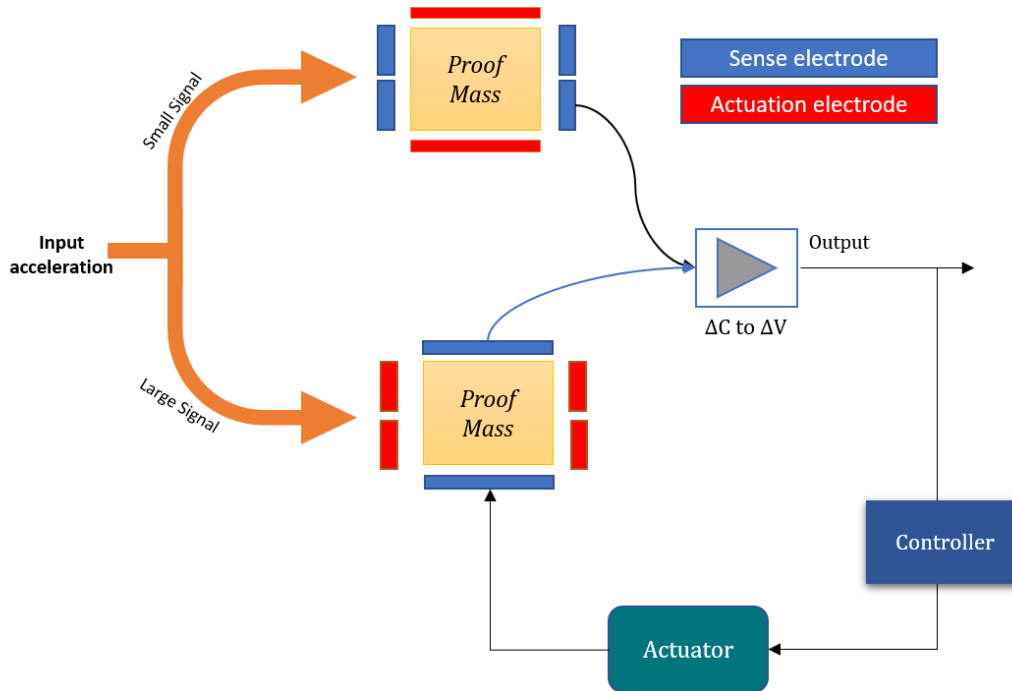 Proof
Mass
Sense electrode
Actuation electrode
Small Signal
Input
acceleration
Output
ΔC to ΔV
Large Signal
Proof
Mass
Controller
Actuator